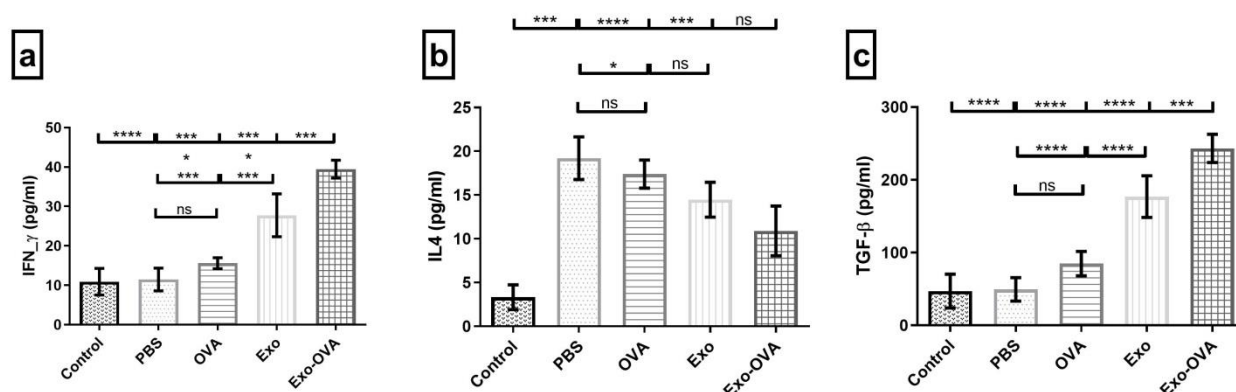 a
**** *** *** ***
* *
*** ***
ns
IFN_γ (pg/ml)
50
40
30
20
10
0
Control PBS OVA Exo Exo-OVA
b
*** **** *** ns
* ns
ns
IL4 (pg/ml)
25
20
15
10
5
0
Control PBS OVA Exo Exo-OVA
c
**** **** **** ***
**** ****
ns
TGF-β (pg/ml)
300
200
100
0
Control PBS OVA Exo Exo-OVA